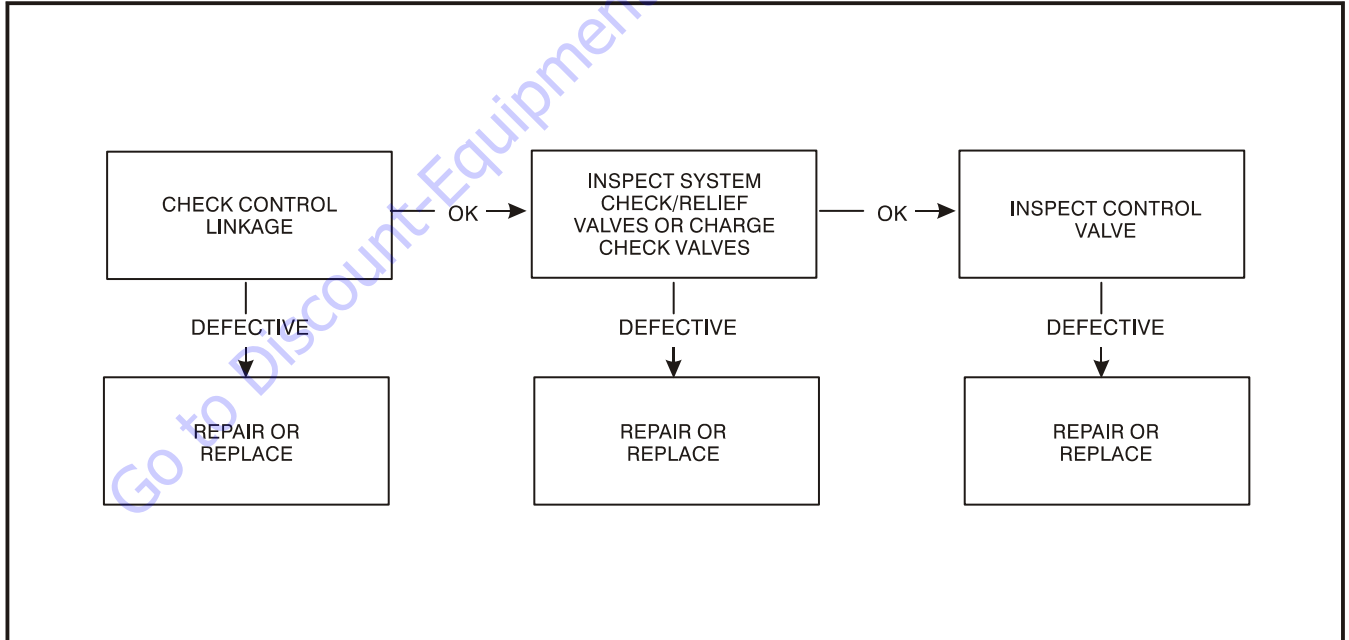 CHECK CONTROL
LINKAGE
OK
INSPECT SYSTEM
CHECK/RELIEF
VALVES OR CHARGE
CHECK VALVES
OK
INSPECT CONTROL
VALVE
DEFECTIVE
DEFECTIVE
DEFECTIVE
REPAIR OR
REPLACE
REPAIR OR
REPLACE
REPAIR OR
REPLACE
Go to Discount-Equipmen